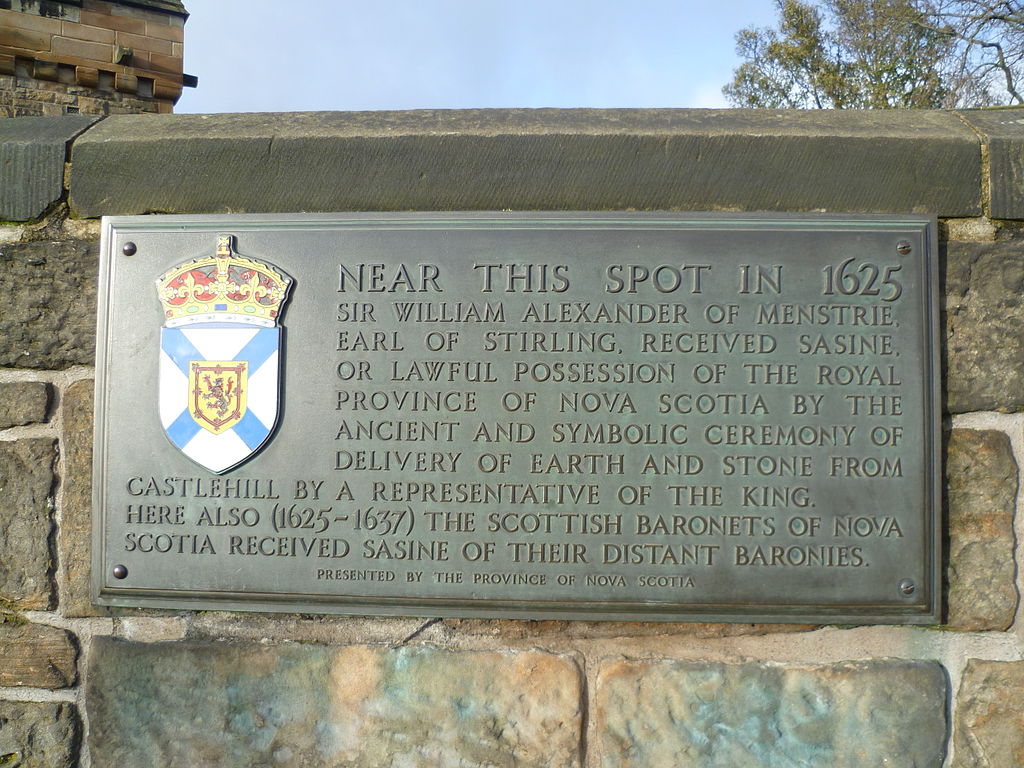 NEAR THIS SPOT IN 1625
SIR WILLIAM ALEXANDER OF MENSTRIE,
EARL OF STIRLING, RECEIVED SASINE,
OR LAWFUL POSSESSION OF THE ROYAL
PROVINCE OF NOVA SCOTIA BY THE
ANCIENT AND SYMBOLIC CEREMONY OF
DELIVERY OF EARTH AND STONE FROM
CASTLEHILL BY A REPRESENTATIVE OF THE KING.
HERE ALSO (1625-1637) THE SCOTTISH BARONETS OF NOVA
SCOTIA RECEIVED SASINE OF THEIR DISTANT BARONIES.
PRESENTED BY THE PROVINCE OF NOVA SCOTIA